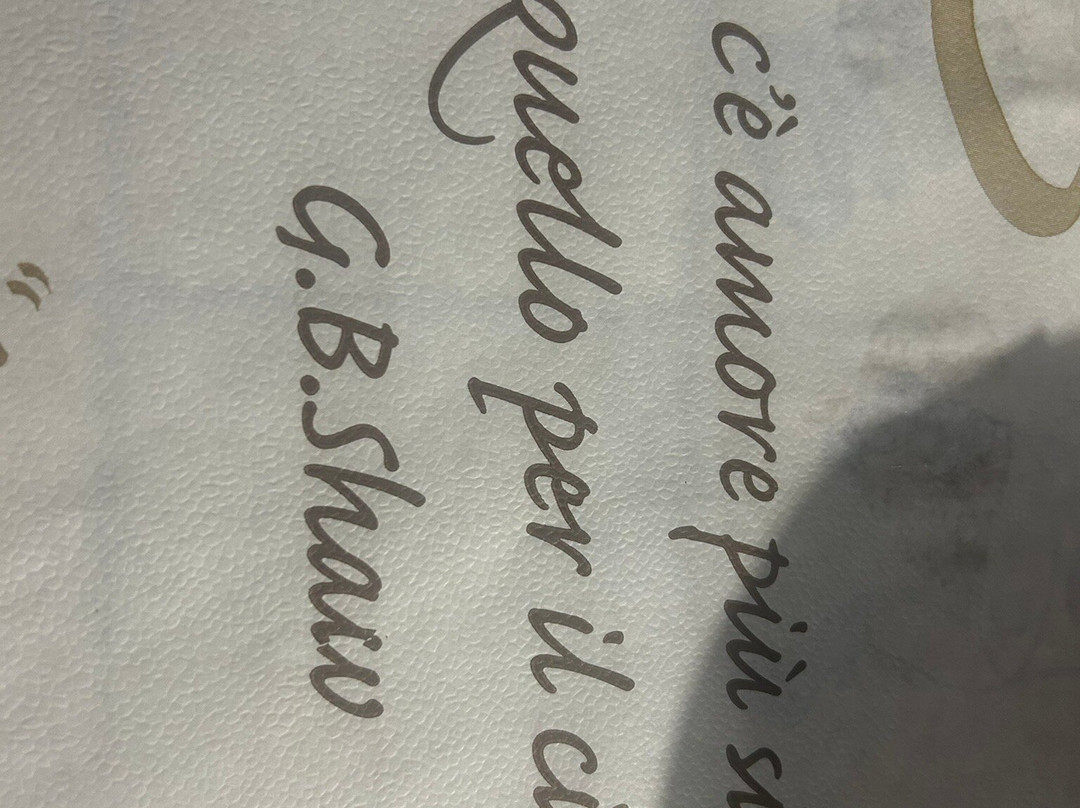 c'è amore più
quello per il
G.B.Shaw
"